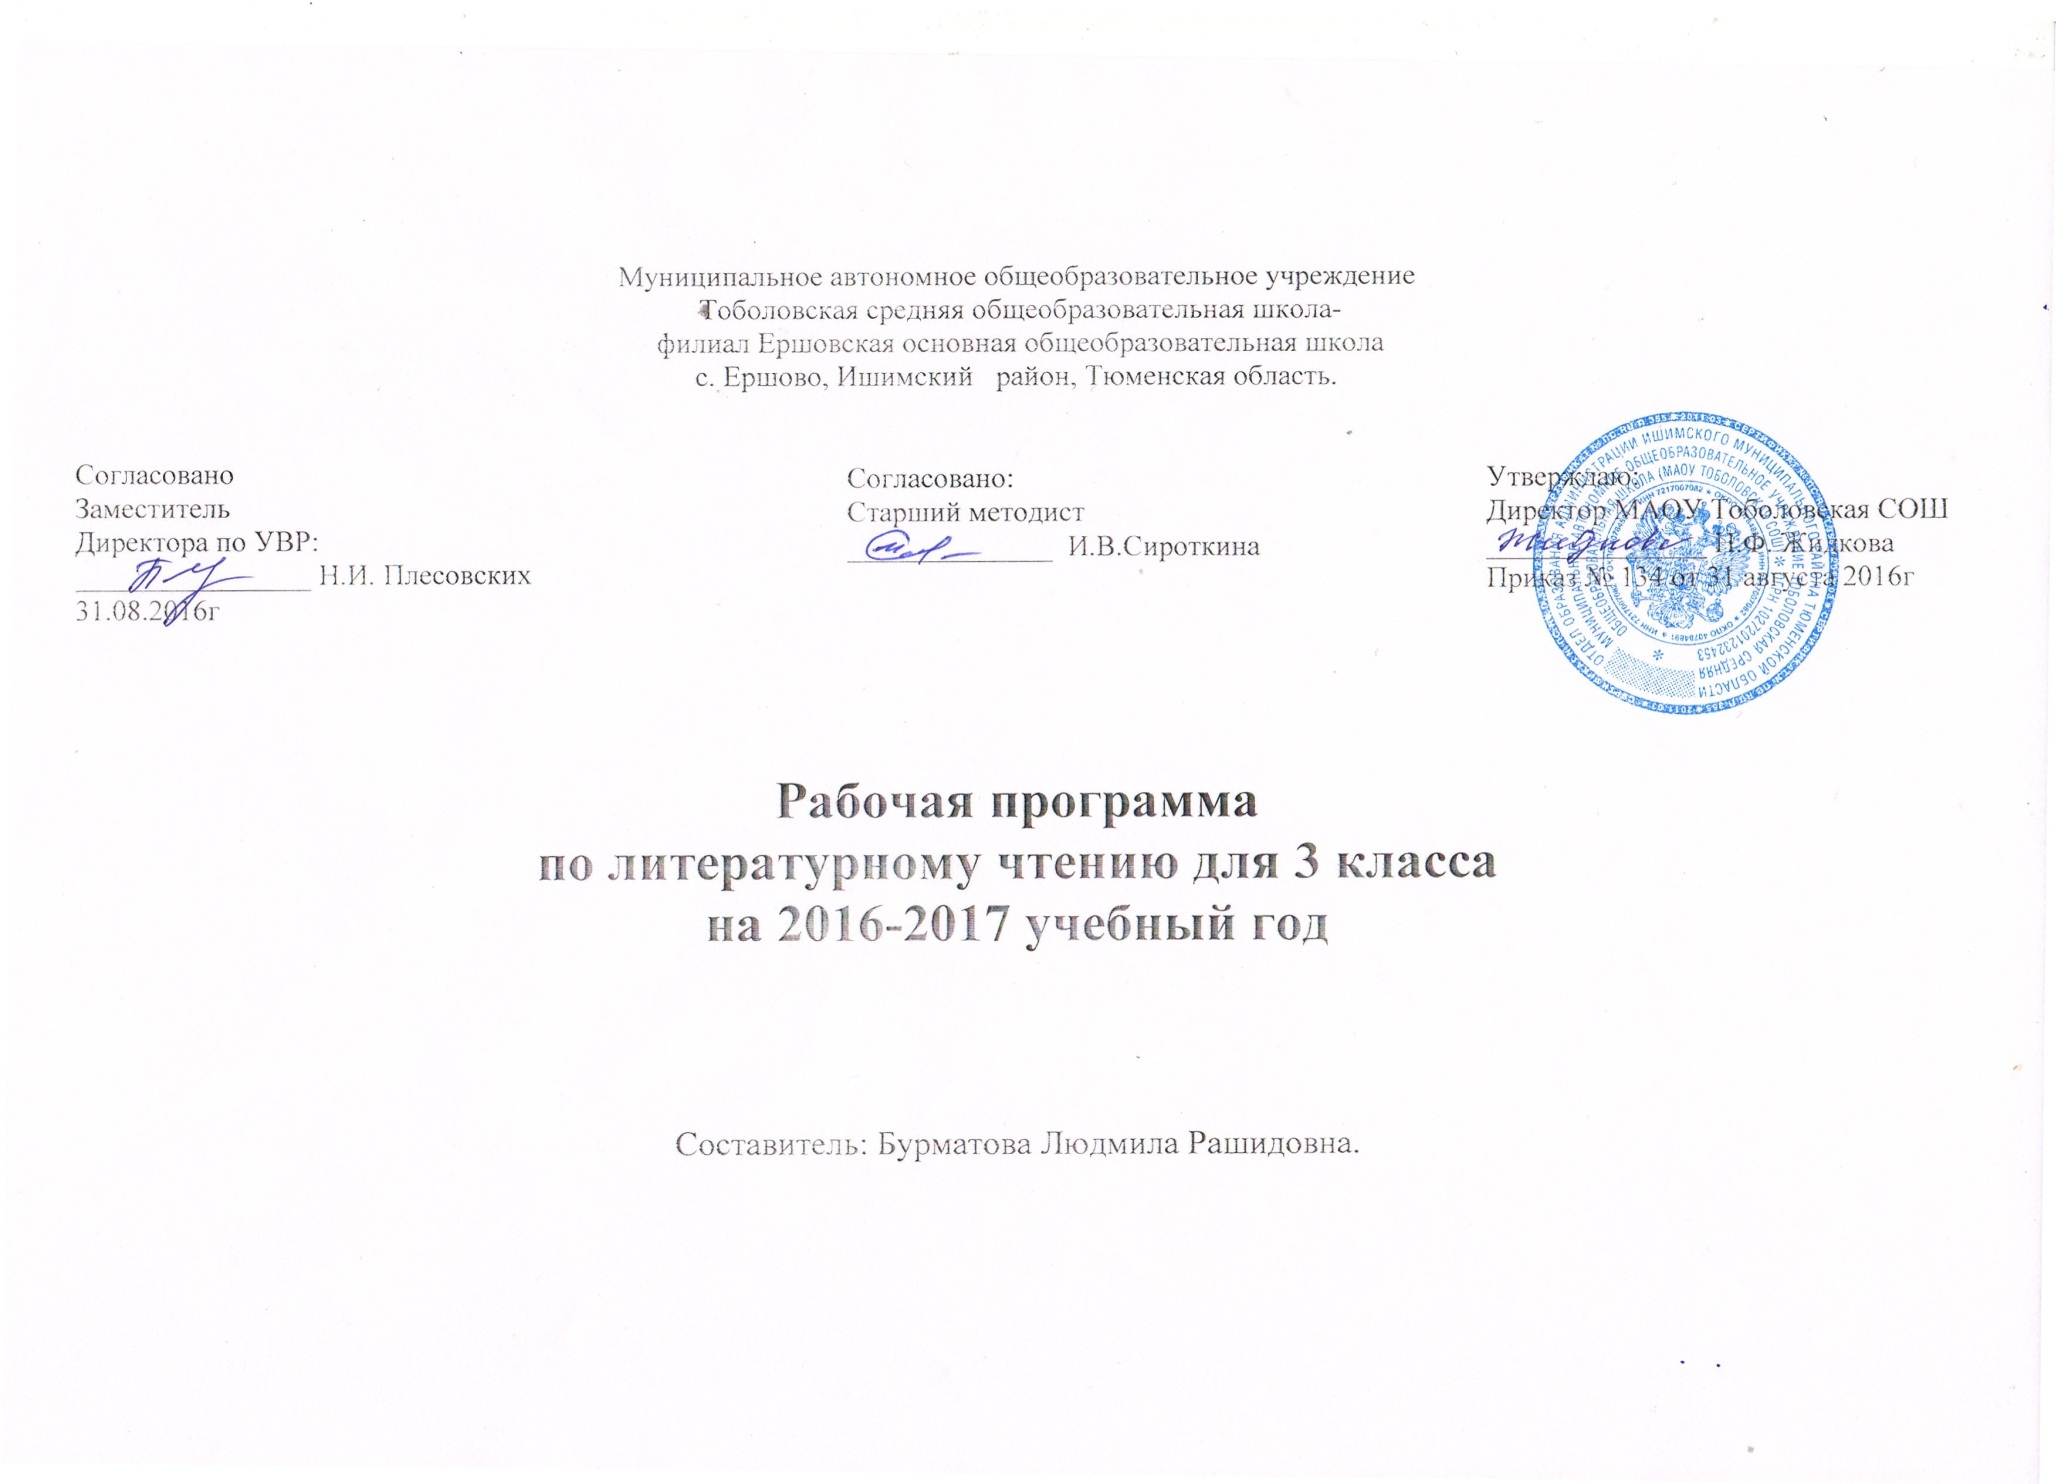 Муниципальное автономное общеобразовательное учреждение
Тоболовская средняя общеобразовательная школа-
филиал Ершовская основная общеобразовательная школа
с. Ершово, Ишимский район, Тюменская область.
Согласовано
Заместитель
Директора по УВР:
Н.И. Плесовских
31.08.2016г
Согласовано:
Старший методист
И.В.Сироткина
Утверждаю:
Директор МАОУ Тоболовская СОШ
Н.Ф. Жидкова
Приказ № 134 от 31 августа 2016г
Рабочая программа
по литературному чтению для 3 класса
на 2016-2017 учебный год
Составитель: Бурматова Людмила Рашидовна.